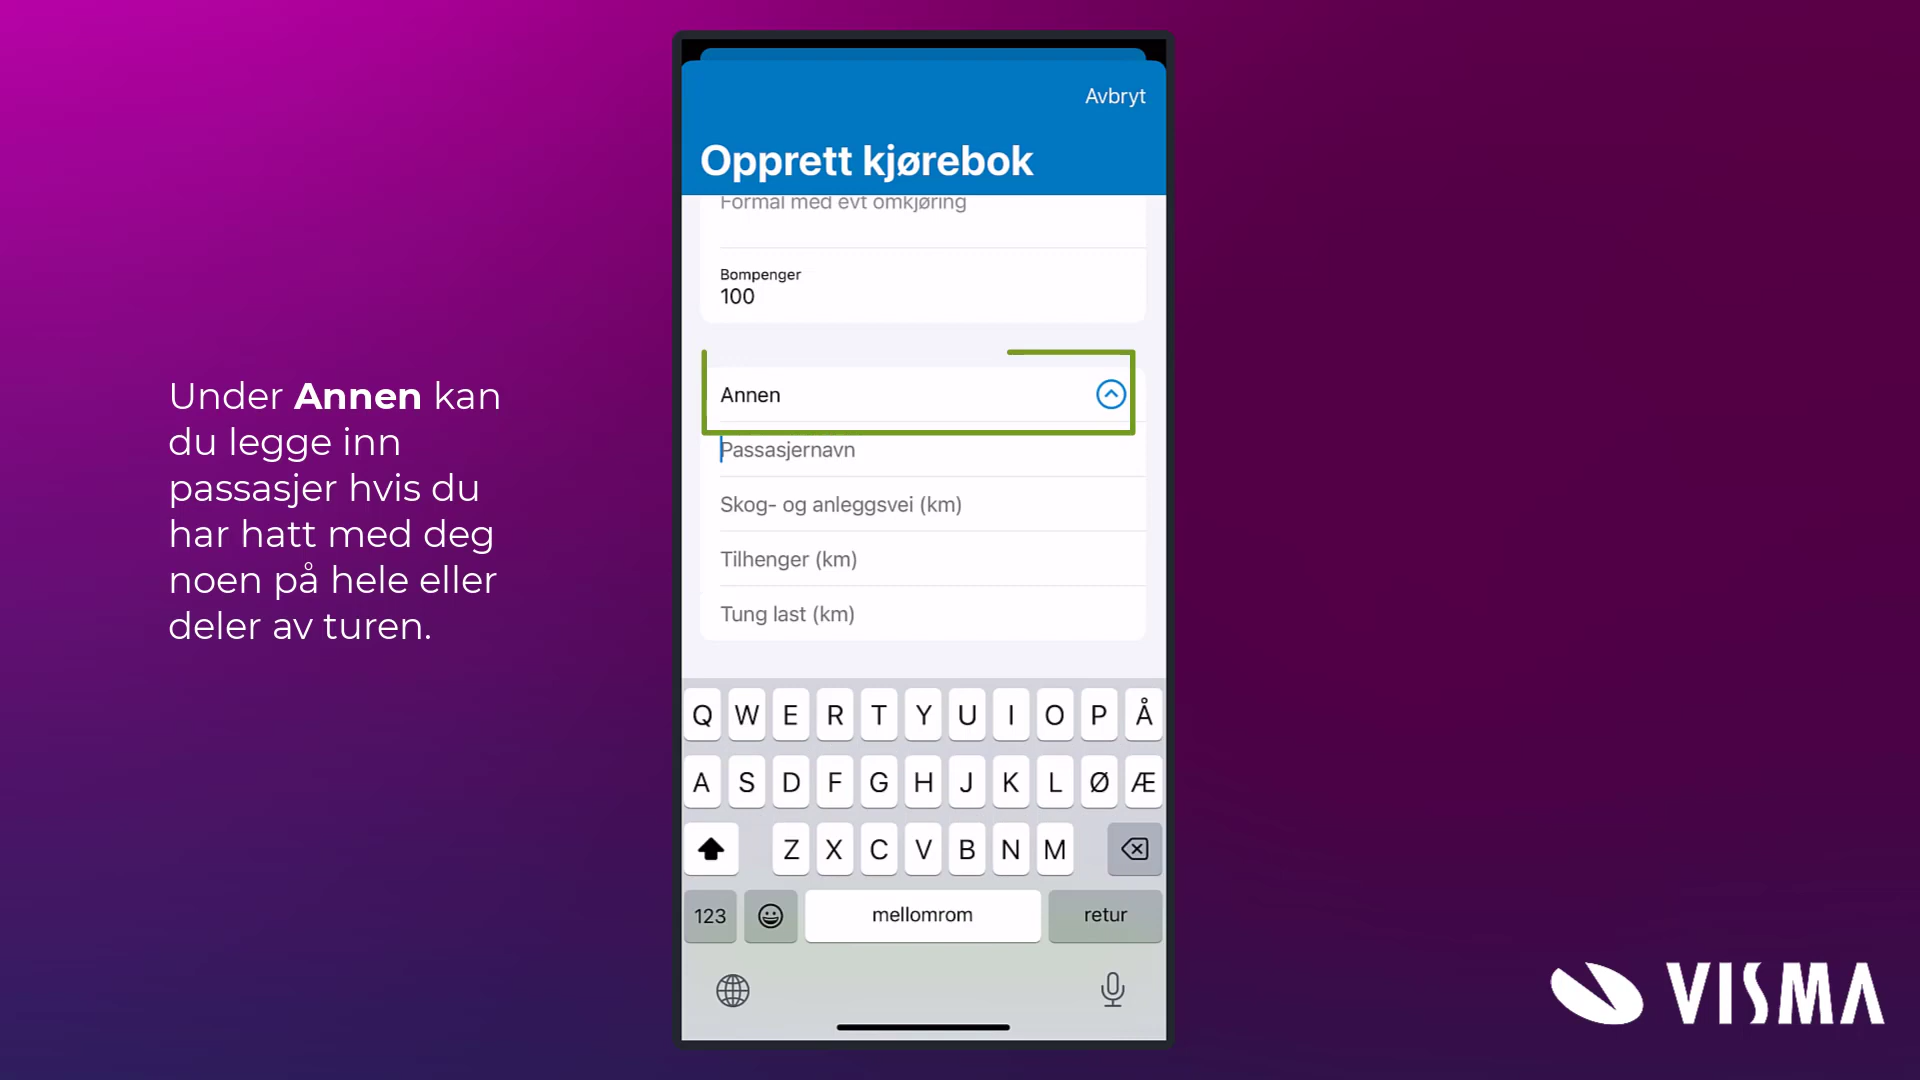 Under Annen kan
du legge inn
passasjer hvis du
har hatt med deg
noen på hele eller
deler av turen.
Avbryt
Opprett kjørebok
Formål med evt omkjøring
Bompenger
100
Annen
Passasjernavn
Skog- og anleggsvei (km)
Tilhenger (km)
Tung last (km)
Q W E R T Y U I O P Å
A S D F G H J K L Ø Æ
Z X C V B N M
123 mellomrom retur
VISMA